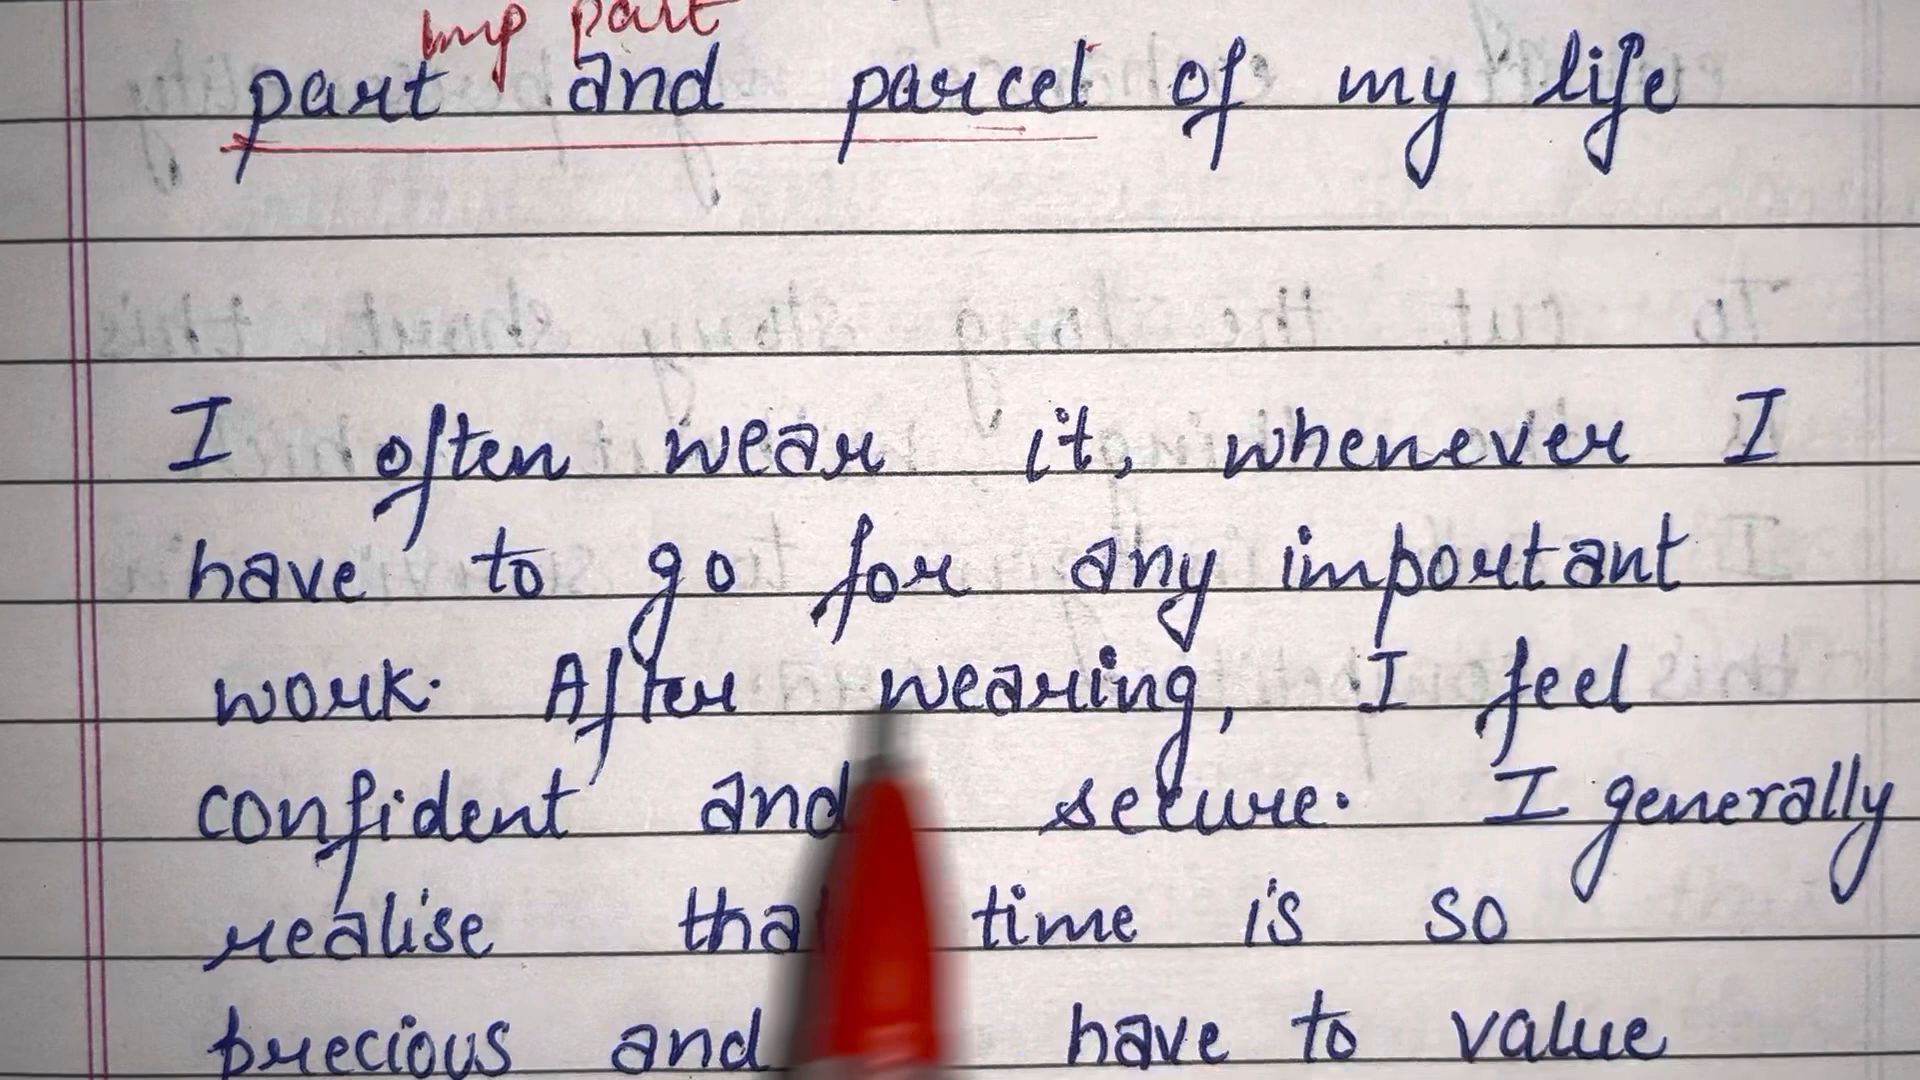 imp part
part and parcel of my life
I often wear it, whenever I
have to go for any important
work. After wearing, I feel
confident and secure. I generally
realise time is so
precious and have to value